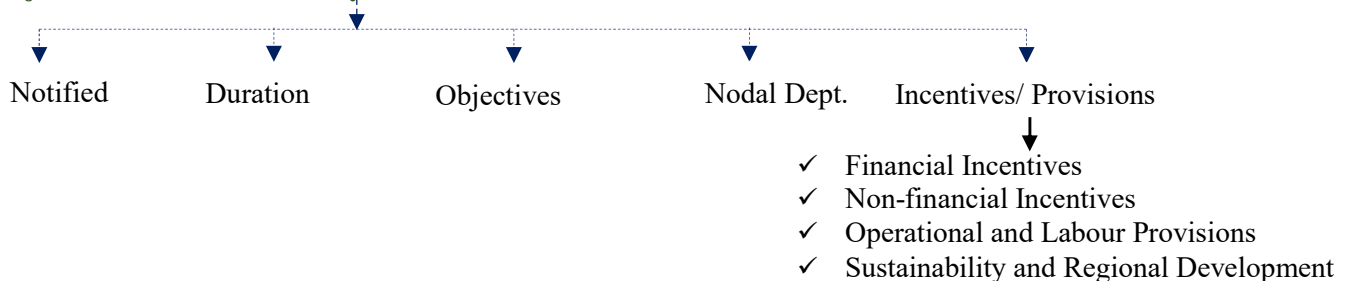 Notified Duration Objectives Nodal Dept. Incentives/ Provisions
✓ Financial Incentives
✓ Non-financial Incentives
✓ Operational and Labour Provisions
✓ Sustainability and Regional Development